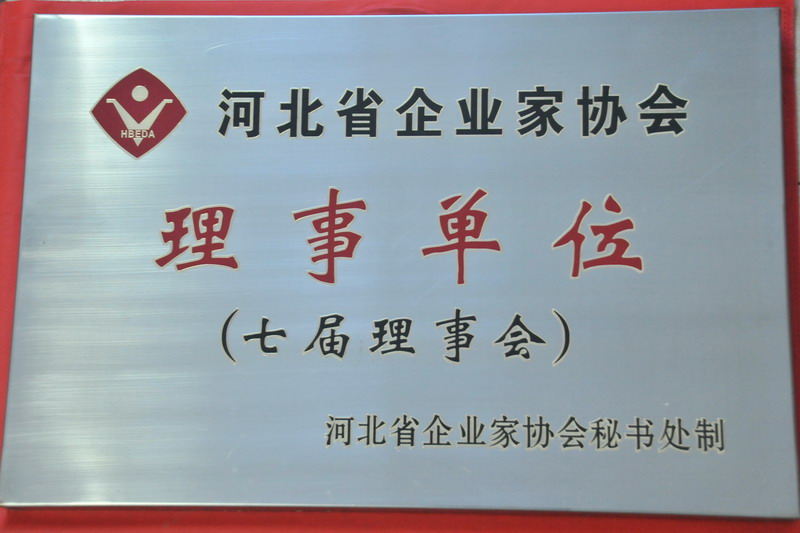 HBEDA
河北省企业家协会
理事单位
(七届理事会)
河北省企业家协会秘书处制